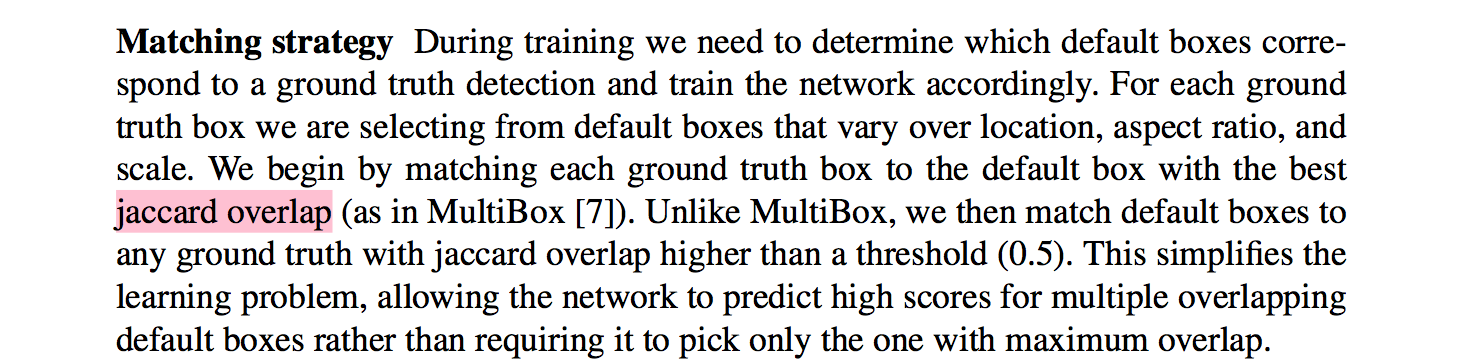 Matching strategy During training we need to determine which default boxes corre-
spond to a ground truth detection and train the network accordingly. For each ground
truth box we are selecting from default boxes that vary over location, aspect ratio, and
scale. We begin by matching each ground truth box to the default box with the best
jaccard overlap (as in MultiBox [7]). Unlike MultiBox, we then match default boxes to
any ground truth with jaccard overlap higher than a threshold (0.5). This simplifies the
learning problem, allowing the network to predict high scores for multiple overlapping
default boxes rather than requiring it to pick only the one with maximum overlap.